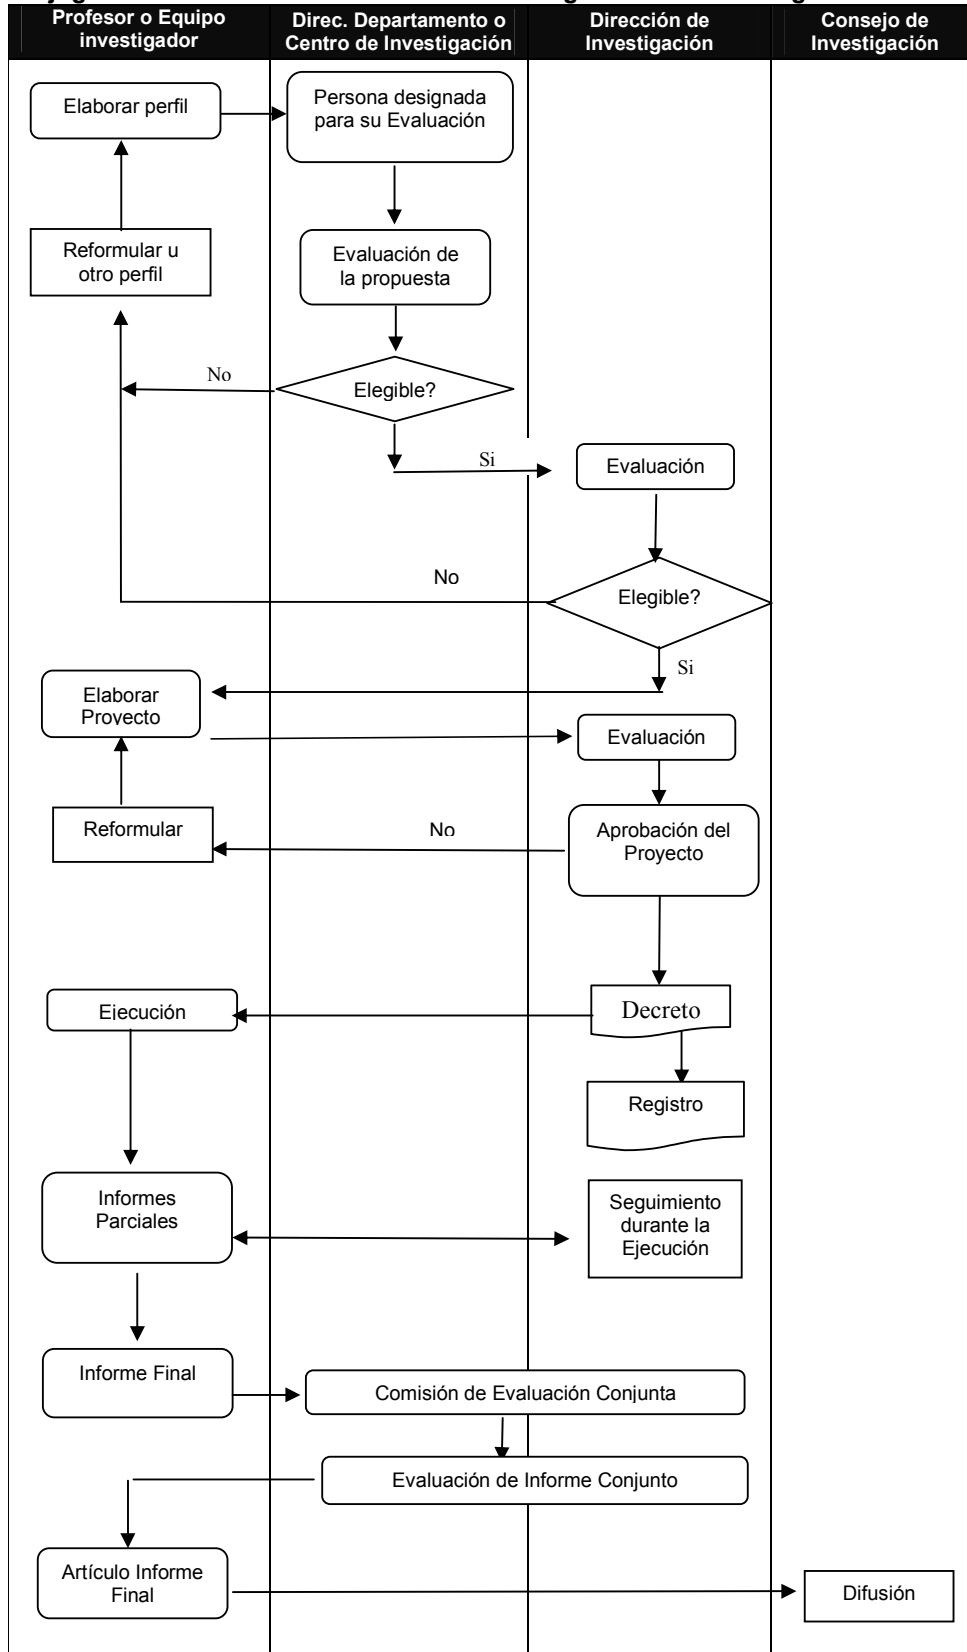 Profesor o Equipo
investigador
Direc. Departamento o
Centro de Investigación
Dirección de
Investigación
Consejo de
Investigación
Elaborar perfil
Persona designada
para su Evaluación
Reformular u
otro perfil
Evaluación de
la propuesta
No
Elegible?
Si
Evaluación
No
Elegible?
Si
Elaborar
Proyecto
Evaluación
Reformular
No
Aprobación del
Proyecto
Ejecución
Decreto
Registro
Informes
Parciales
Seguimiento
durante la
Ejecución
Informe Final
Comisión de Evaluación Conjunta
Evaluación de Informe Conjunto
Artículo Informe
Final
Difusión